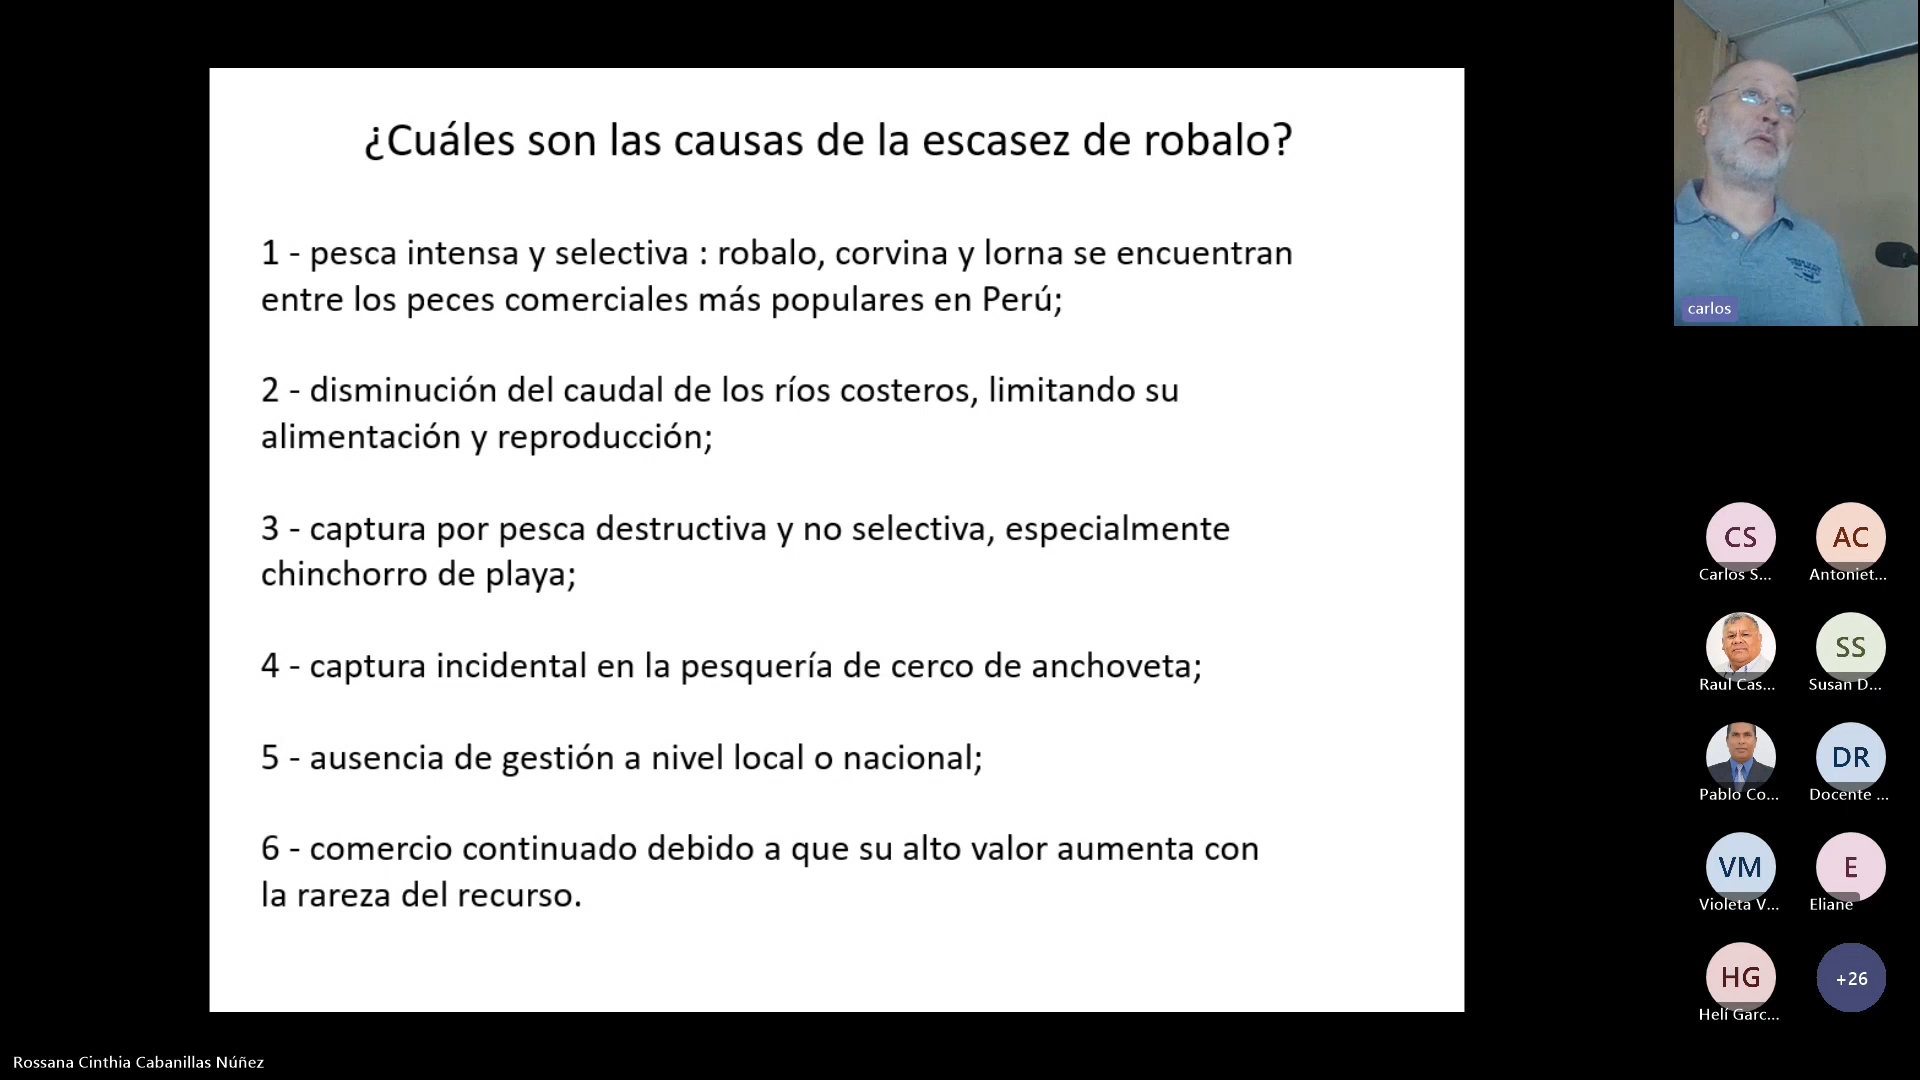 ¿Cuáles son las causas de la escasez de robalo?
1 - pesca intensa y selectiva : robalo, corvina y lorna se encuentran
entre los peces comerciales más populares en Perú;
2 - disminución del caudal de los ríos costeros, limitando su
alimentación y reproducción;
3 - captura por pesca destructiva y no selectiva, especialmente
chinchorro de playa;
4 - captura incidental en la pesquería de cerco de anchoveta;
5 - ausencia de gestión a nivel local o nacional;
6 - comercio continuado debido a que su alto valor aumenta con
la rareza del recurso.
carlos
CS
AC
Carlos S...
Antoniet...
SS
Raul Cas...
Susan D...
DR
Pablo Co...
Docente ...
VM
E
Violeta V...
Eliane
HG
+26
Helí Garc...
Rossana Cinthia Cabanillas Núñez